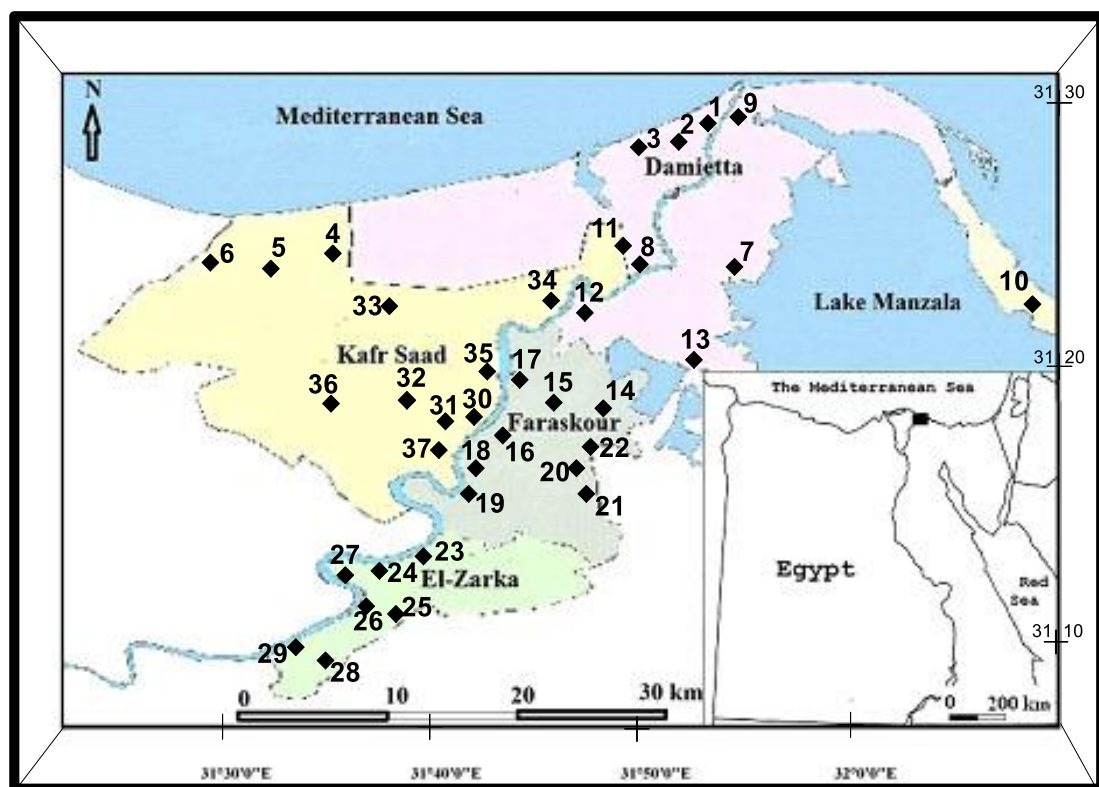 N
Mediterranean Sea
31 30
1
9
2
3
Damietta
11
8
7
4
5
6
10
34
12
33
Lake Manzala
13
Kafr Saad
35
17
31 20
36
32
15
14
31
30
Faraskour
16
22
37
18
20
19
21
The Mediterranean Sea
Egypt
Red
Sea
0 200 km
27
23
24
El-Zarka
26
25
29
28
31 10
0 10 20 30 km
31°30'0"E 31°40'0"E 31°50'0"E 32°0'0"E